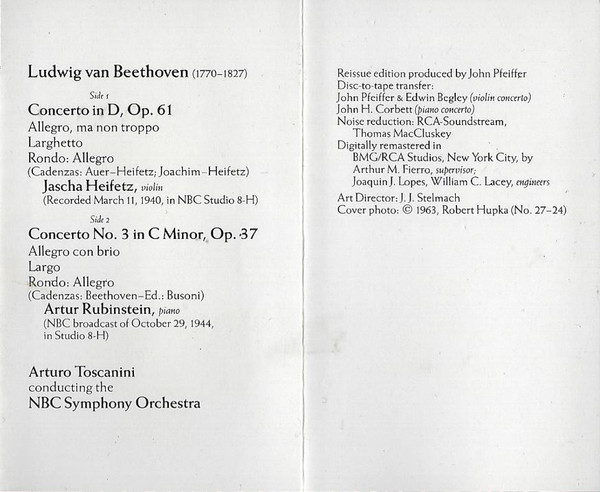 Ludwig van Beethoven (1770–1827)
Side 1
Concerto in D, Op. 61
Allegro, ma non troppo
Larghetto
Rondo: Allegro
(Cadenzas: Auer–Heifetz; Joachim–Heifetz)
Jascha Heifetz, violin
(Recorded March 11, 1940, in NBC Studio 8-H)
Side 2
Concerto No. 3 in C Minor, Op. 37
Allegro con brio
Largo
Rondo: Allegro
(Cadenzas: Beethoven–Ed.: Busoni)
Artur Rubinstein, piano
(NBC broadcast of October 29, 1944,
in Studio 8-H)
Arturo Toscanini
conducting the
NBC Symphony Orchestra
Reissue edition produced by John Pfeiffer
Disc-to-tape transfer:
John Pfeiffer & Edwin Begley (violin concerto)
John H. Corbett (piano concerto)
Noise reduction: RCA-Soundstream,
Thomas MacCluskey
Digitally remastered in
BMG/RCA Studios, New York City, by
Arthur M. Fierro, supervisor;
Joaquin J. Lopes, William C. Lacey, engineers
Art Director: J. J. Stelmach
Cover photo: © 1963, Robert Hupka (No. 27–24)